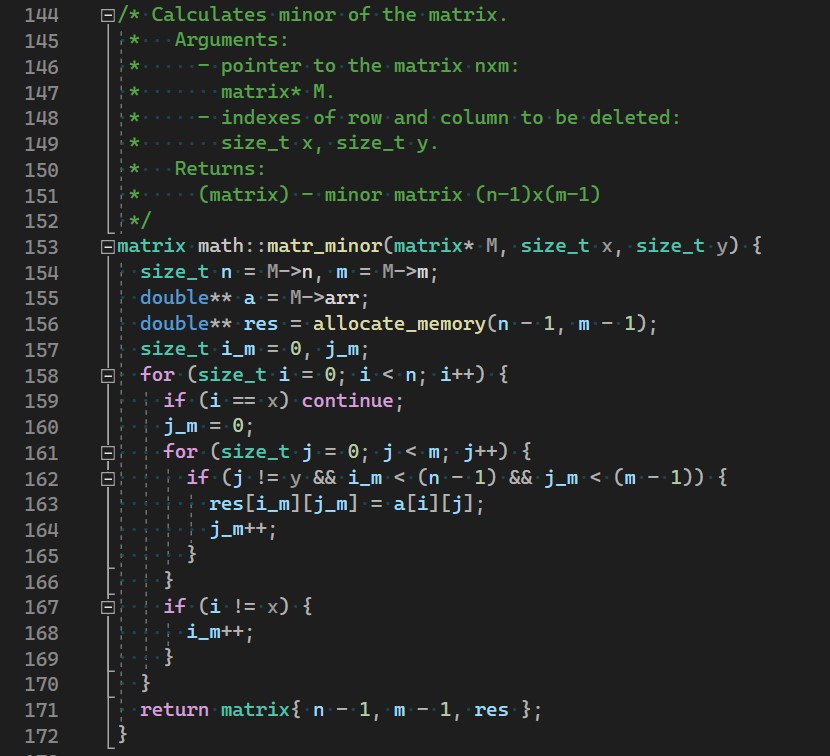 144 /* Calculates minor of the matrix.
145  *   Arguments:
146  *     - pointer to the matrix nxm:
147  *       matrix* M.
148  *     - indexes of row and column to be deleted:
149  *       size_t x, size_t y.
150  *   Returns:
151  *     (matrix) - minor matrix (n-1)x(m-1)
152  */
153 matrix math::matr_minor(matrix* M, size_t x, size_t y) {
154   size_t n = M->n, m = M->m;
155   double** a = M->arr;
156   double** res = allocate_memory(n - 1, m - 1);
157   size_t i_m = 0, j_m;
158   for (size_t i = 0; i < n; i++) {
159     if (i == x) continue;
160     j_m = 0;
161     for (size_t j = 0; j < m; j++) {
162       if (j != y && i_m < (n - 1) && j_m < (m - 1)) {
163         res[i_m][j_m] = a[i][j];
164         j_m++;
165       }
166     }
167     if (i != x) {
168       i_m++;
169     }
170   }
171   return matrix{ n - 1, m - 1, res };
172 }